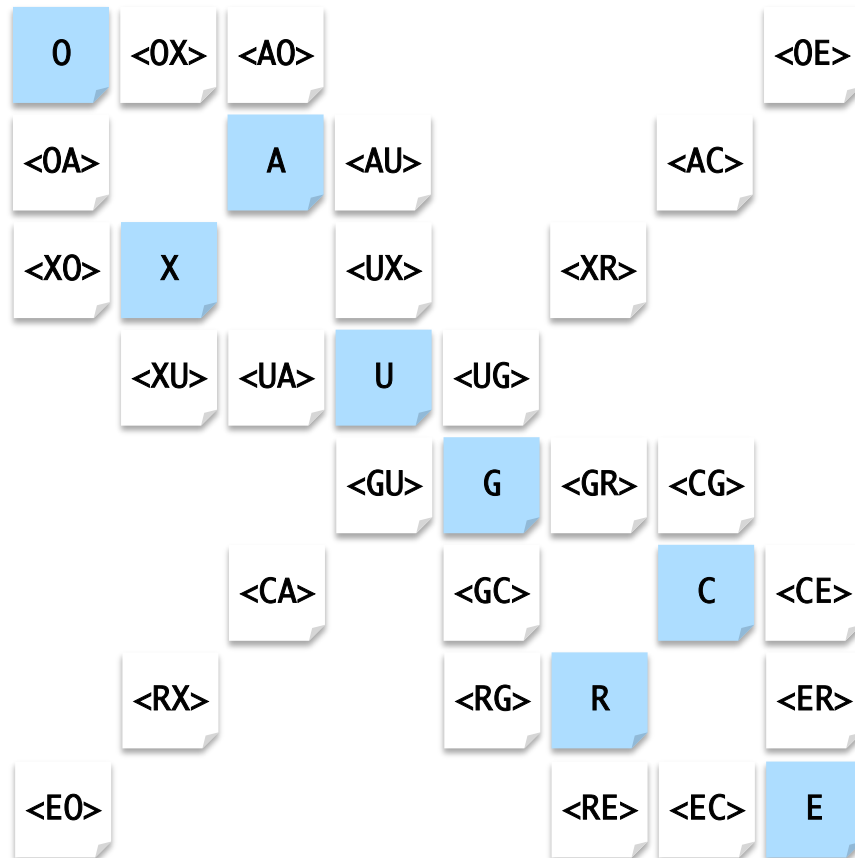 O <OX> <AO> <OE>
<OA> A <AU> <AC>
<XO> X <UX> <XR>
<XU> <UA> U <UG>
<GU> G <GR> <CG>
<CA> <GC> C <CE>
<RX> <RG> R <ER>
<EO> <RE> <EC> E